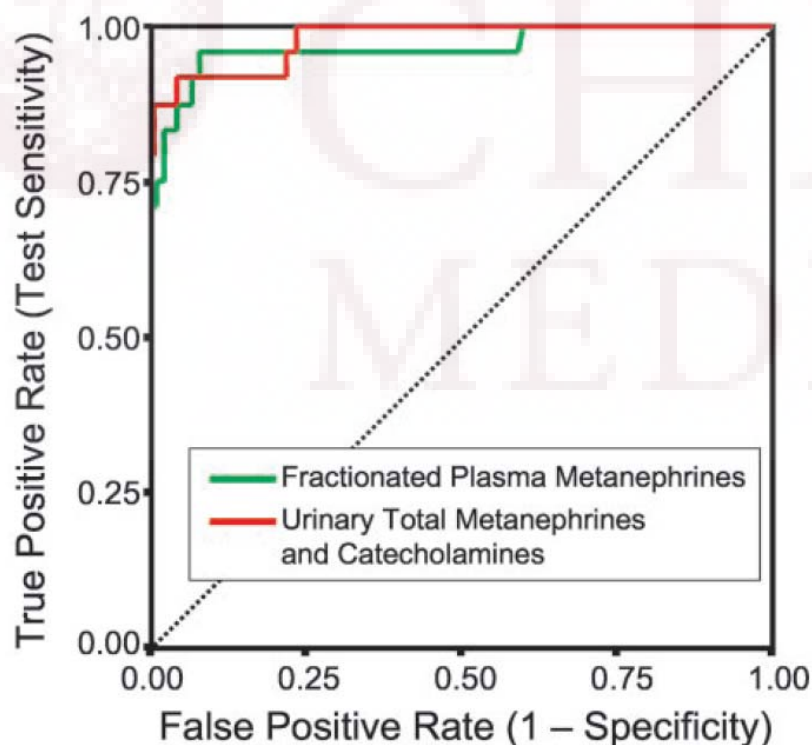 True Positive Rate (Test Sensitivity)
1.00
0.75
0.50
0.25
0.00
Fractionated Plasma Metanephrines
Urinary Total Metanephrines
and Catecholamines
0.00 0.25 0.50 0.75 1.00
False Positive Rate (1 – Specificity)
MED